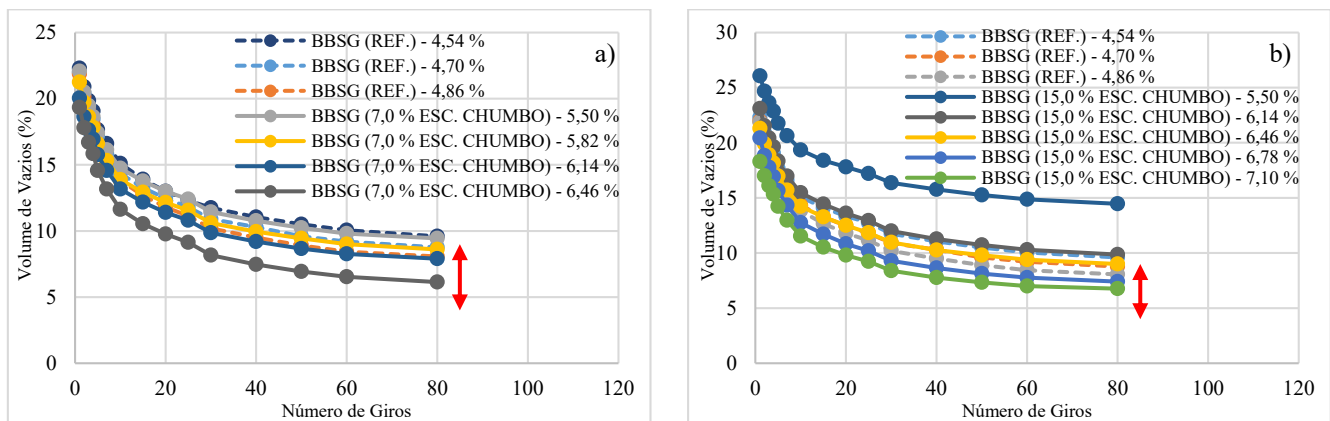 25
20
15
10
5
0
Volume de Vazios (%)
BBSG (REF.) - 4,54 %
BBSG (REF.) - 4,70 %
BBSG (REF.) - 4,86 %
BBSG (7,0 % ESC. CHUMBO) - 5,50 %
BBSG (7,0 % ESC. CHUMBO) - 5,82 %
BBSG (7,0 % ESC. CHUMBO) - 6,14 %
BBSG (7,0 % ESC. CHUMBO) - 6,46 %
a)
0 20 40 60 80 100 120
Número de Giros
30
25
20
15
10
5
0
Volume de Vazios (%)
BBSG (REF.) - 4,54 %
BBSG (REF.) - 4,70 %
BBSG (REF.) - 4,86 %
BBSG (15,0 % ESC. CHUMBO) - 5,50 %
BBSG (15,0 % ESC. CHUMBO) - 6,14 %
BBSG (15,0 % ESC. CHUMBO) - 6,46 %
BBSG (15,0 % ESC. CHUMBO) - 6,78 %
BBSG (15,0 % ESC. CHUMBO) - 7,10 %
b)
0 20 40 60 80 100 120
Número de Giros